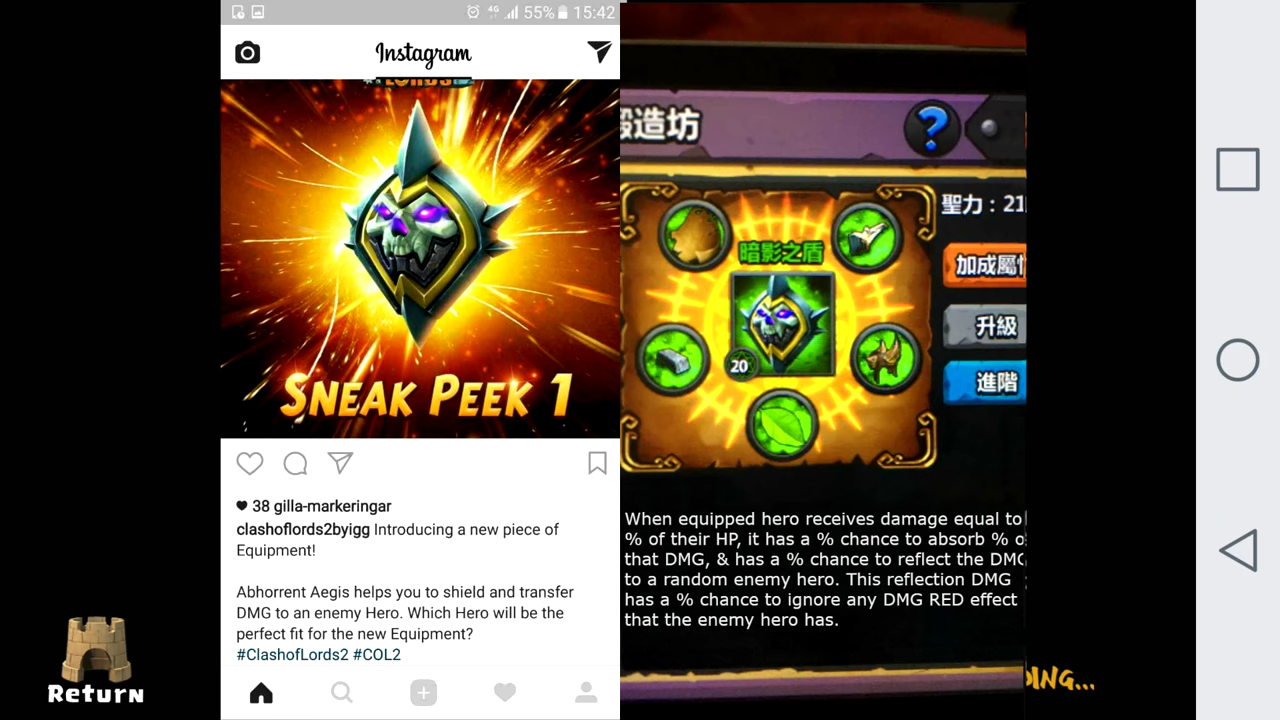 4G 55% 15:42
Instagram
LORDS
SNEAK PEEK 1
38 gilla-markeringar
clashoflords2byigg Introducing a new piece of
Equipment!
Abhorrent Aegis helps you to shield and transfer
DMG to an enemy Hero. Which Hero will be the
perfect fit for the new Equipment?
#ClashofLords2 #COL2
造坊
?
聖力：21
暗影之盾
加成屬
升級
進階
20
When equipped hero receives damage equal to
% of their HP, it has a % chance to absorb % o
that DMG, & has a % chance to reflect the DMG
to a random enemy hero. This reflection DMG
has a % chance to ignore any DMG RED effect
that the enemy hero has.
Return
DING...